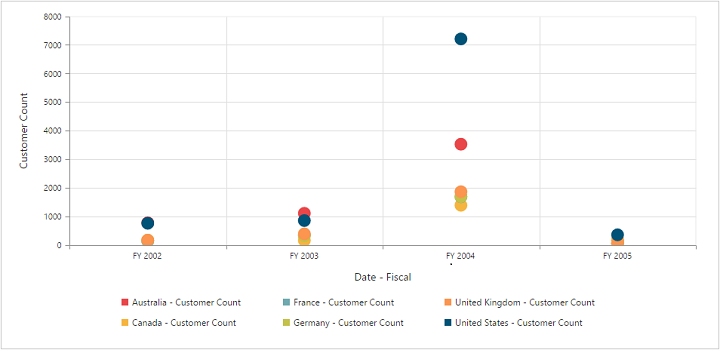 8000
7000
6000
5000
4000
3000
2000
1000
0
Customer Count
FY 2002 FY 2003 FY 2004 FY 2005
Date - Fiscal
Australia - Customer Count France - Customer Count United Kingdom - Customer Count
Canada - Customer Count Germany - Customer Count United States - Customer Count